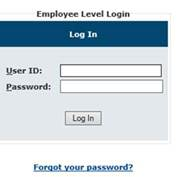 Employee Level Login
Log In
User ID:
Password:
Log In
Forgot your password?